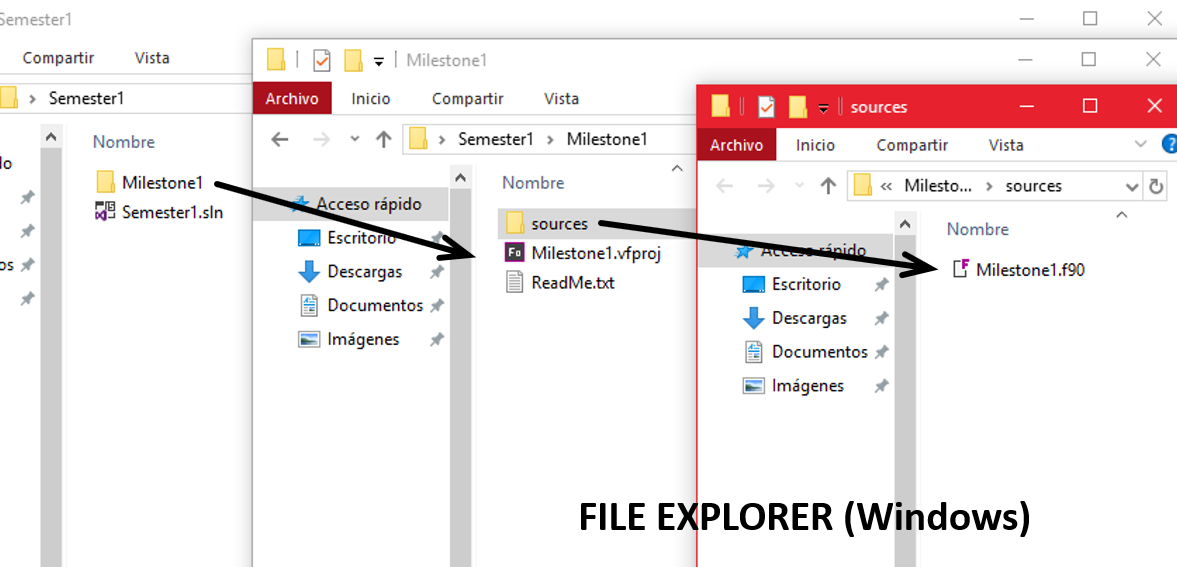 Semester1
Compartir Vista
Semester1
Nombre
Milestone1
Semester1.sln
Milestone1
Archivo Inicio Compartir Vista
Semester1 Milestone1
Acceso rápido
Escritorio
Descargas
Documentos
Imágenes
Nombre
sources
Milestone1.vfproj
ReadMe.txt
sources
Archivo Inicio Compartir Vista
« Milesto... sources
Acceso rápido
Escritorio
Descargas
Documentos
Imágenes
Nombre
Milestone1.f90
FILE EXPLORER (Windows)